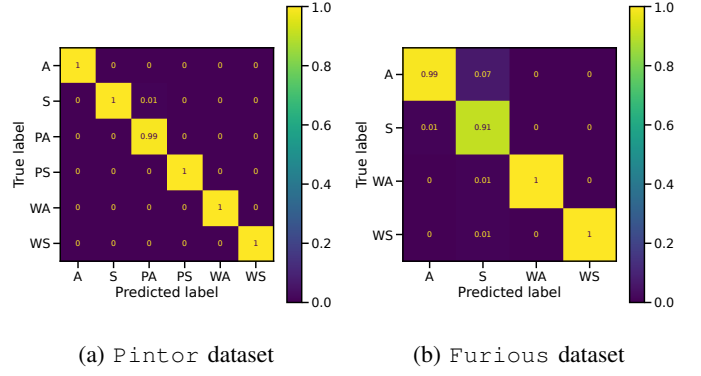 A 1 0 0 0 0 0
S 0 1 0.01 0 0 0
PA 0 0 0.99 0 0 0
PS 0 0 0 1 0 0
WA 0 0 0 0 1 0
WS 0 0 0 0 0 1
A S PA PS WA WS
True label
Predicted label
1.0
0.8
0.6
0.4
0.2
0.0
(a) Pintor dataset
A 0.99 0.07 0 0
S 0.01 0.91 0 0
WA 0 0.01 1 0
WS 0 0.01 0 1
A S WA WS
True label
Predicted label
1.0
0.8
0.6
0.4
0.2
0.0
(b) Furious dataset